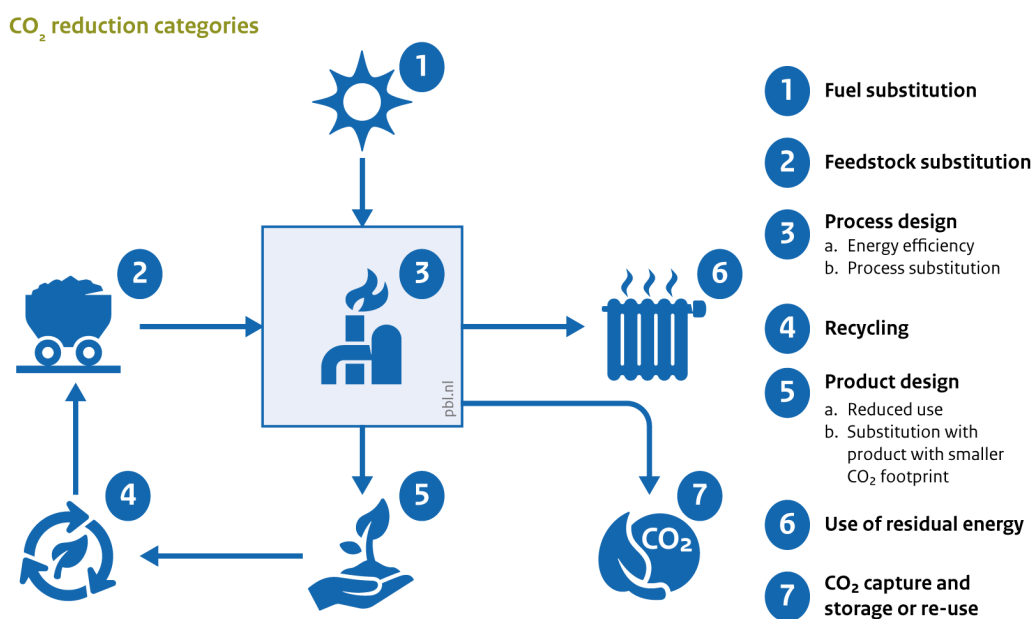 CO₂ reduction categories
1
2
3
6
pbl.nl
4
5
7
CO₂
1 Fuel substitution
2 Feedstock substitution
3 Process design
a. Energy efficiency
b. Process substitution
4 Recycling
5 Product design
a. Reduced use
b. Substitution with
product with smaller
CO₂ footprint
6 Use of residual energy
7 CO₂ capture and
storage or re-use